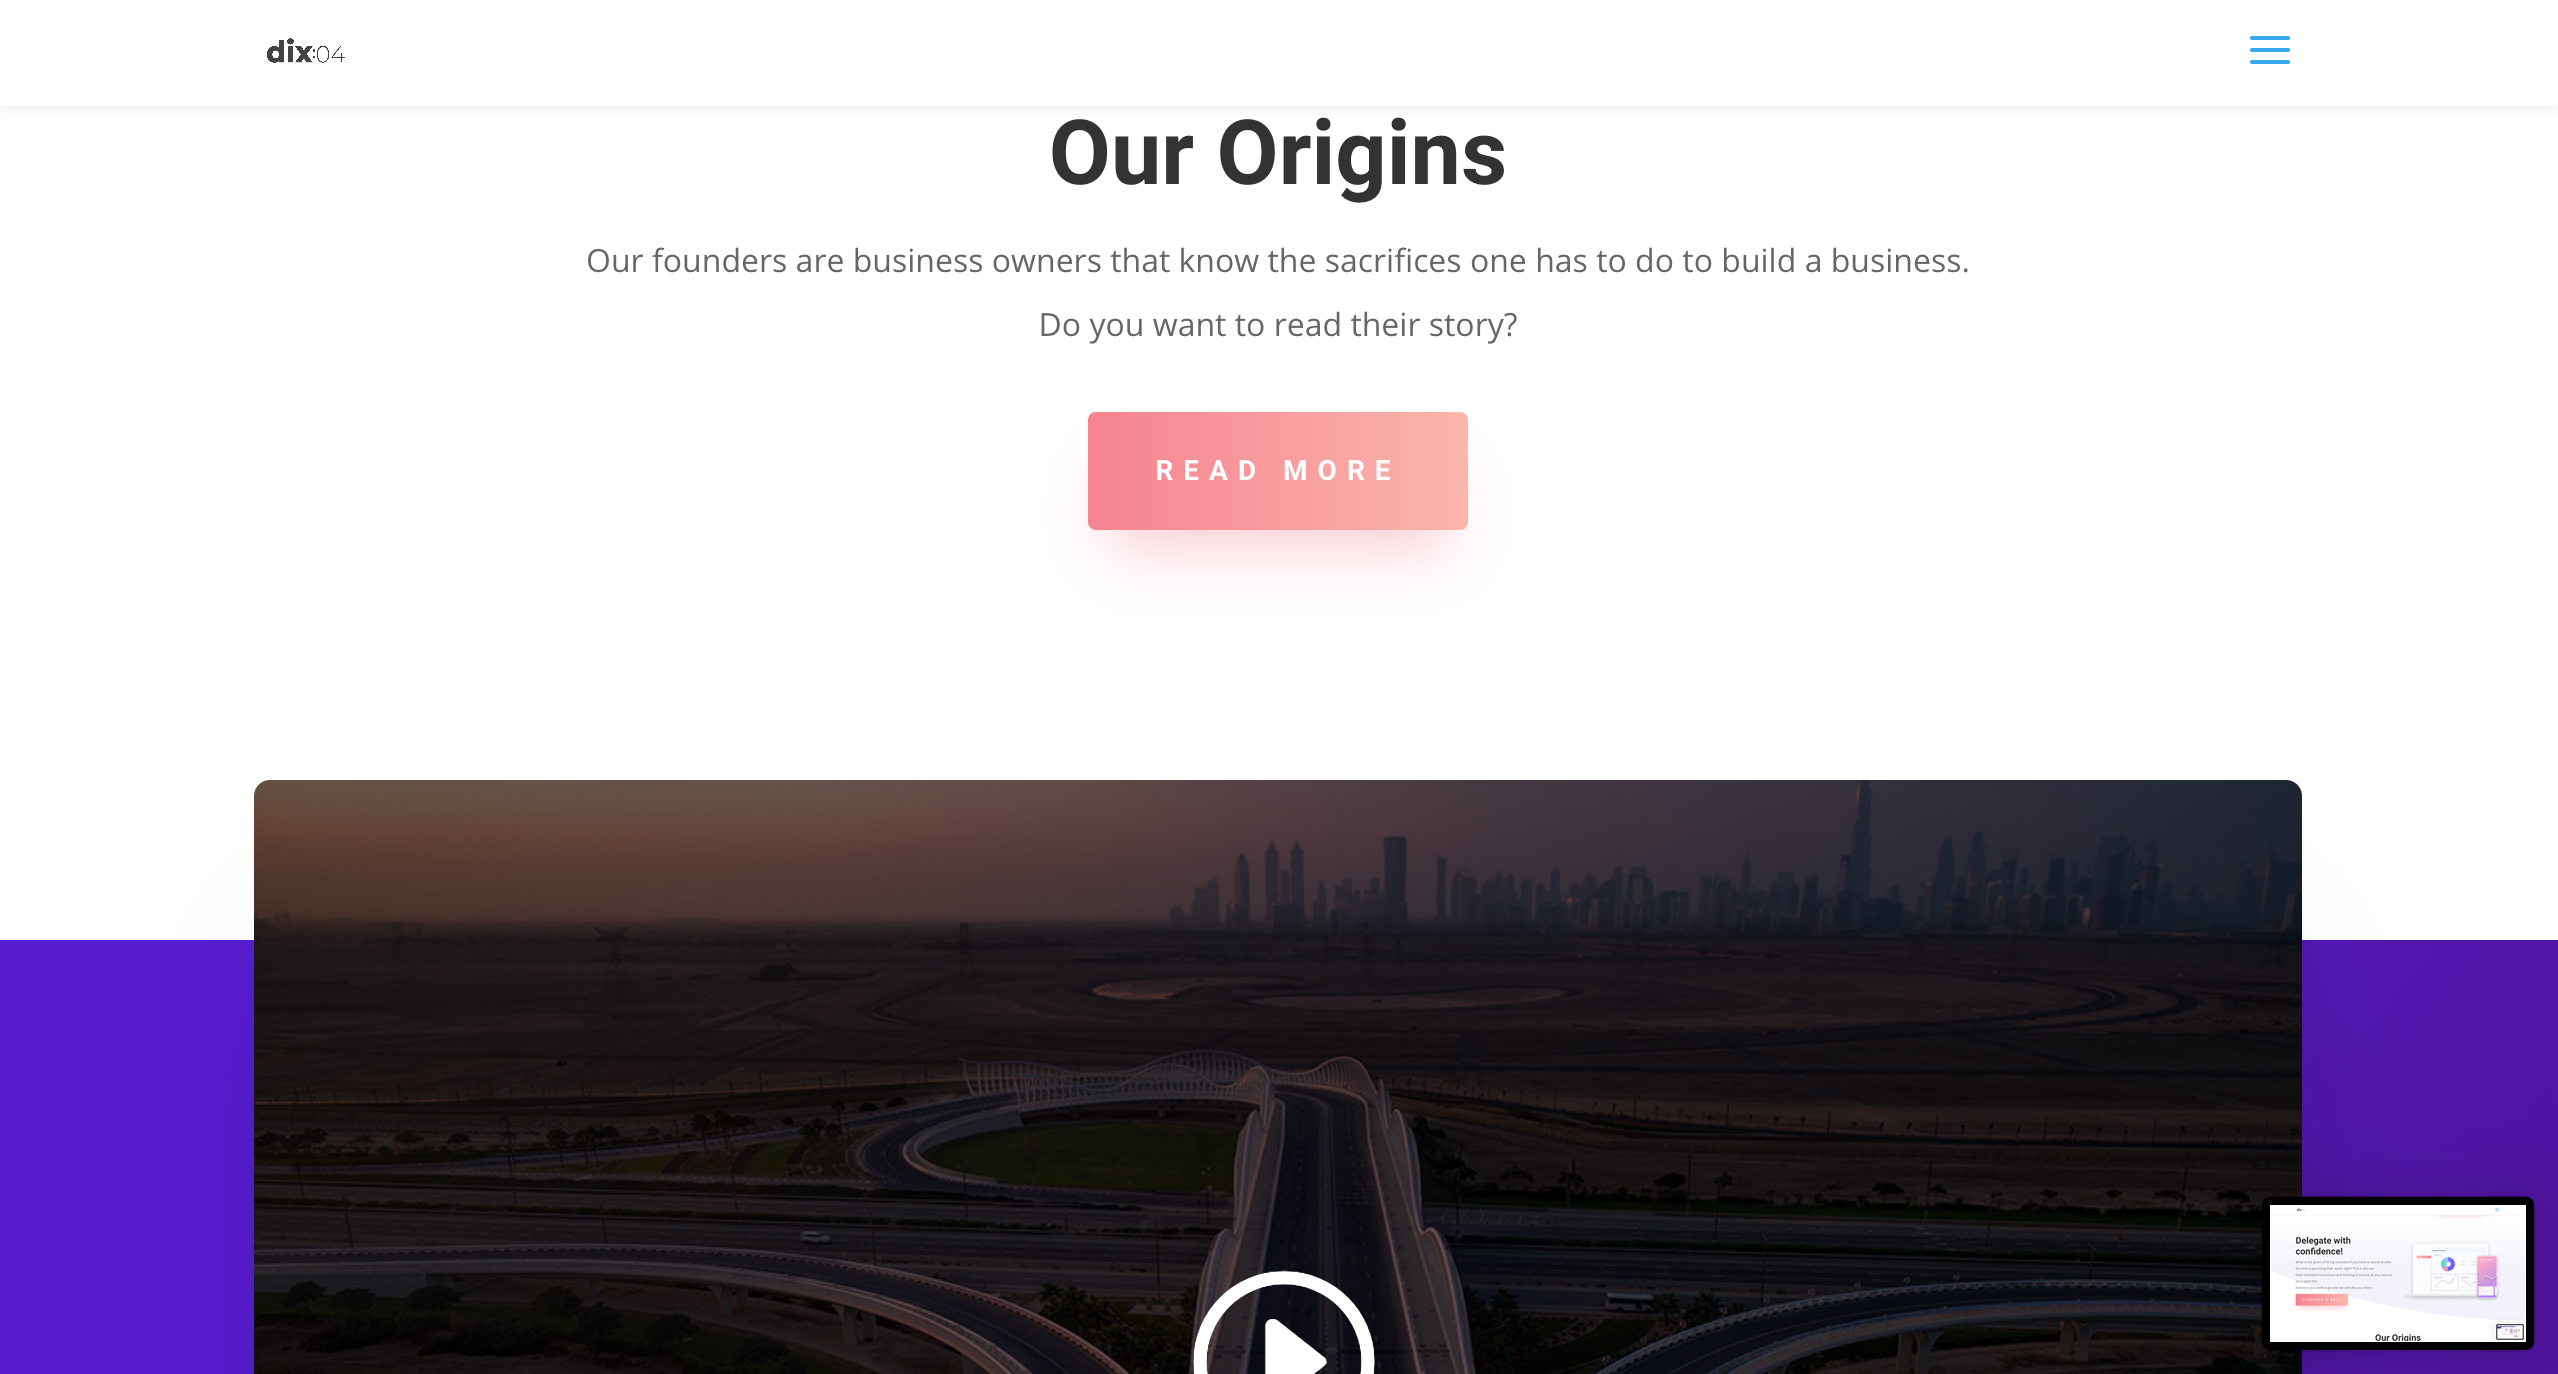 dix:04
Our Origins
Our founders are business owners that know the sacrifices one has to do to build a business.
Do you want to read their story?
READ MORE
Delegate with
confidence!
Our Origins